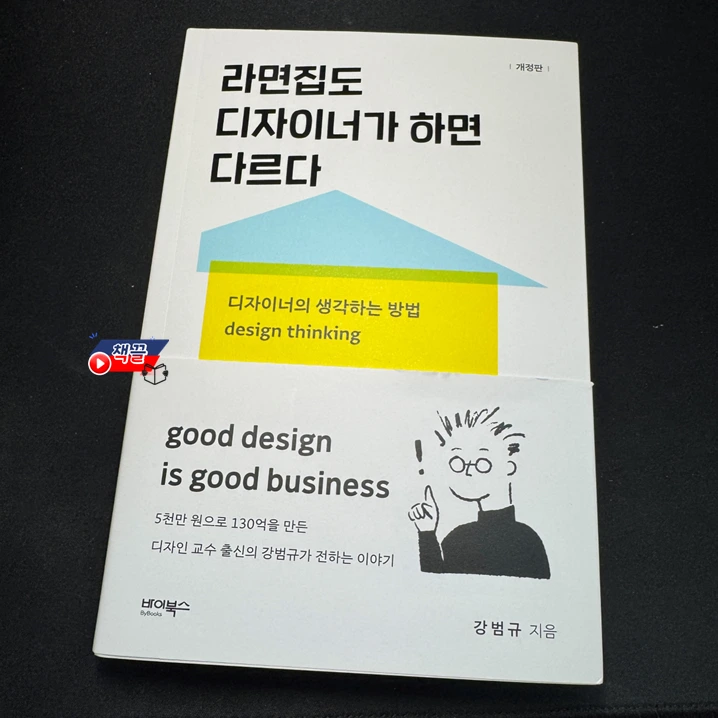 라면집도
디자이너가 하면
다르다
| 개정판 |
디자이너의 생각하는 방법
design thinking
책끌
good design
is good business
5천만 원으로 130억을 만든
디자인 교수 출신의 강범규가 전하는 이야기
바이북스
ByBooks
강범규 지음